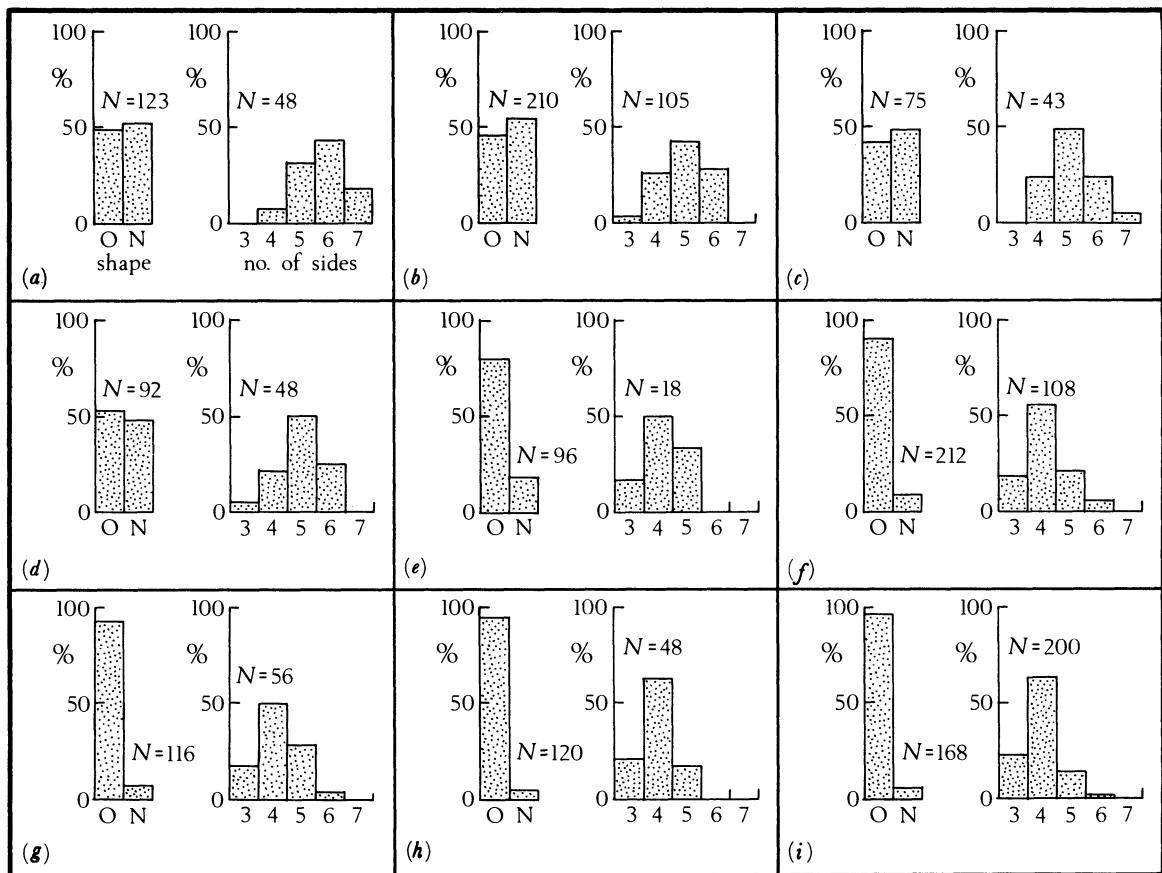 100 100
% %
N=123 N=48
50 50
0 0
O N 3 4 5 6 7
shape no. of sides
(a)
100 100
% %
N=210 N=105
50 50
0 0
O N 3 4 5 6 7
(b)
100 100
% %
N=75 N=43
50 50
0 0
O N 3 4 5 6 7
(c)
100 100
% %
N=92 N=48
50 50
0 0
O N 3 4 5 6 7
(d)
100 100
% %
N=18
50 50
N=96
0 0
O N 3 4 5 6 7
(e)
100 100
% %
N=108
50 50
N=212
0 0
O N 3 4 5 6 7
(f)
100 100
% %
N=56
50 50
N=116
0 0
O N 3 4 5 6 7
(g)
100 100
% %
N=48
50 50
N=120
0 0
O N 3 4 5 6 7
(h)
100 100
% %
N=200
50 50
N=168
0 0
O N 3 4 5 6 7
(i)